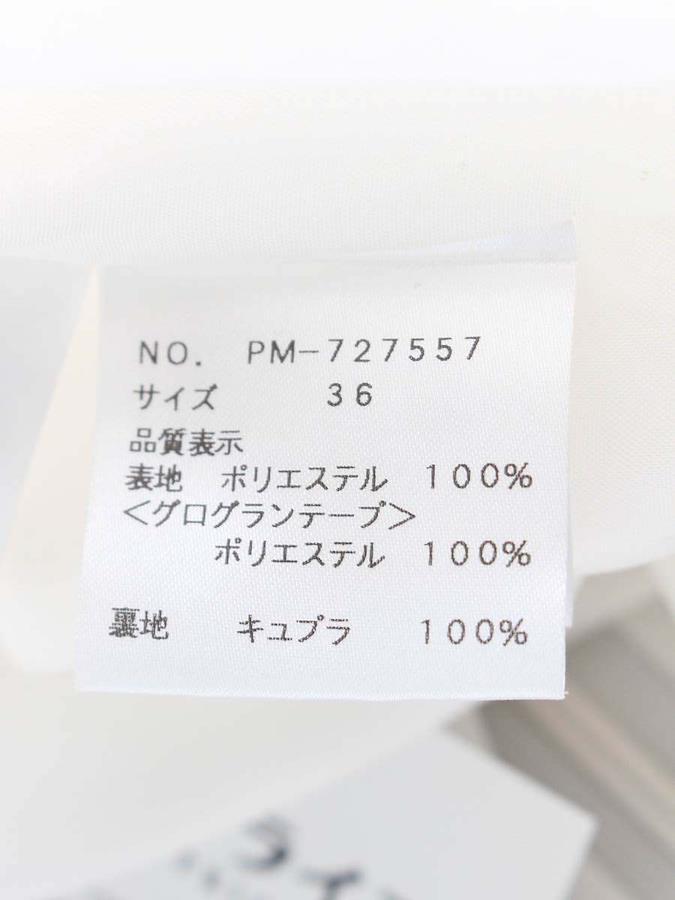 NO. PM-727557
サイズ 36
品質表示
表地 ポリエステル 100%
<グログランテープ>
ポリエステル 100%
裏地 キュプラ 100%